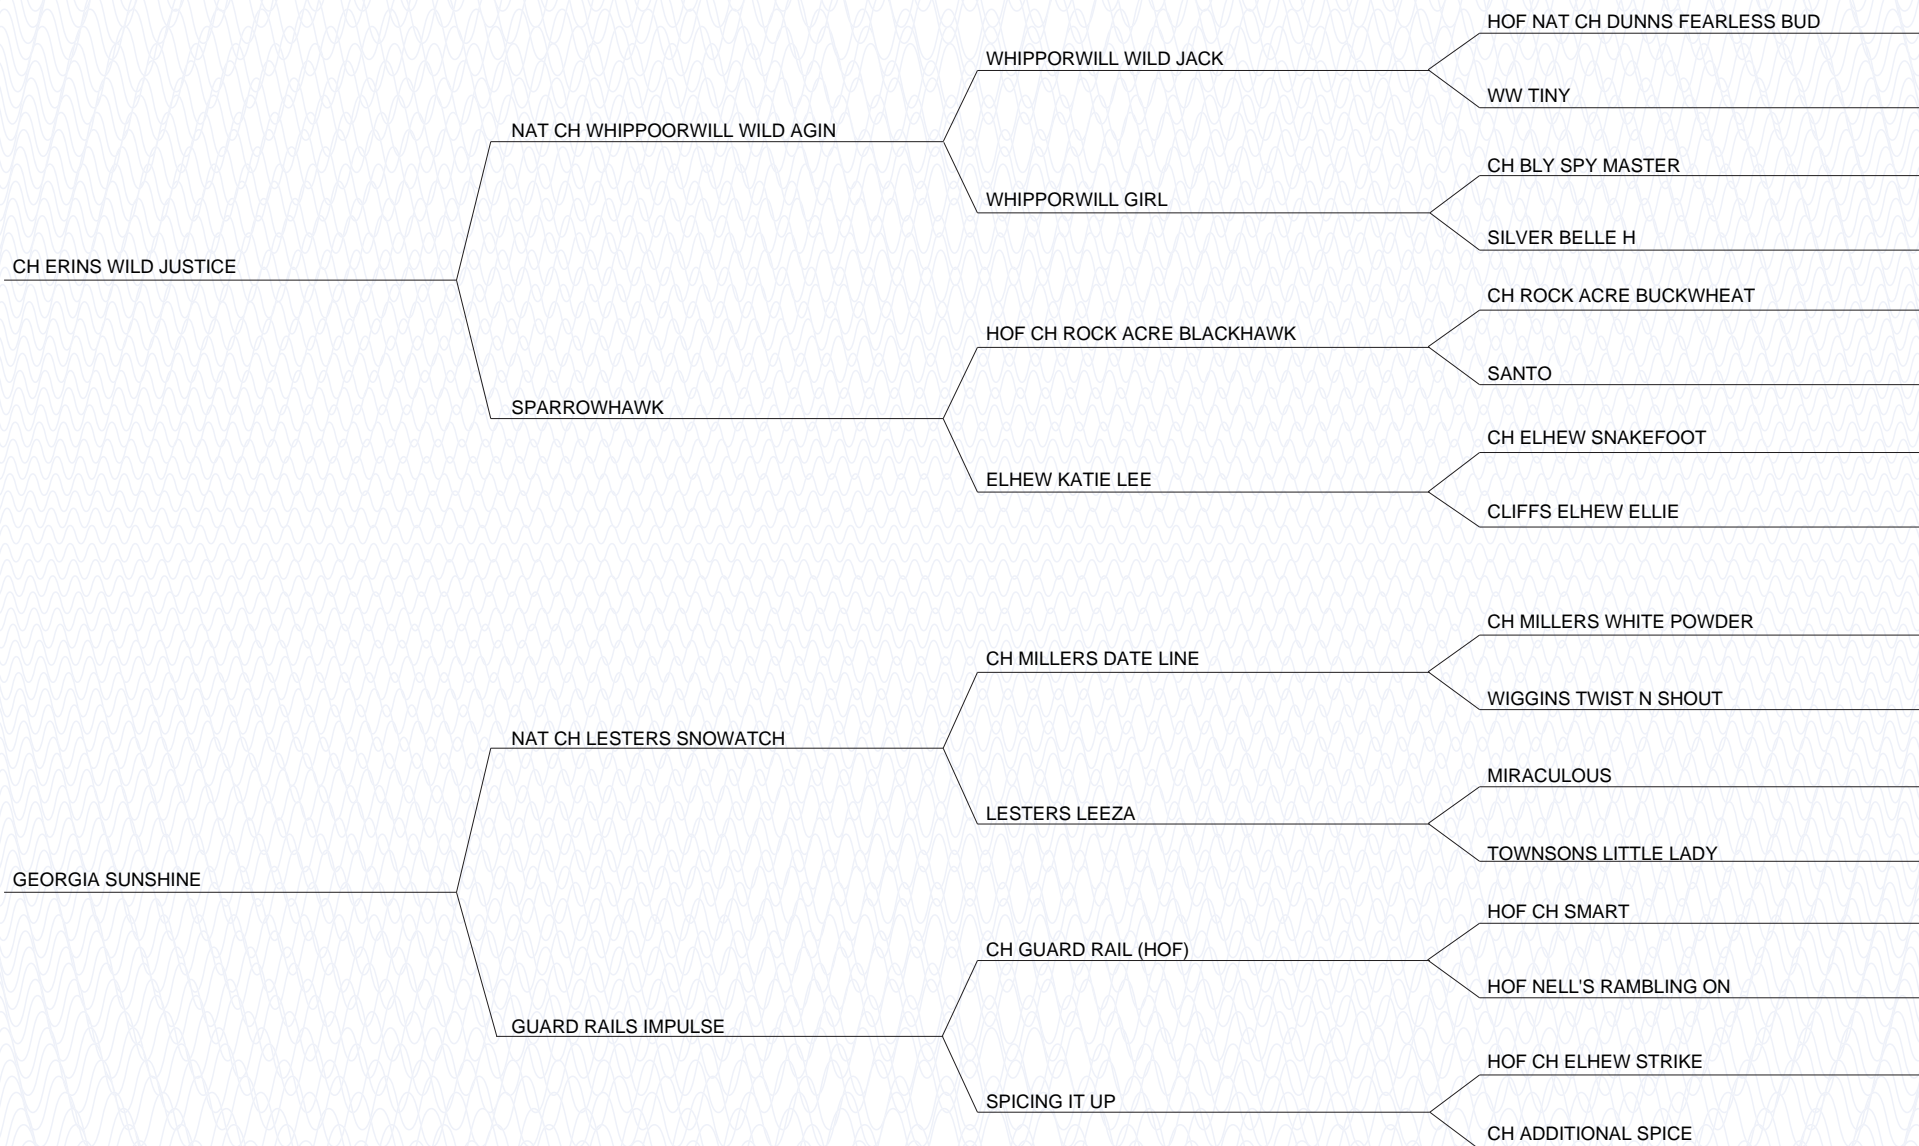 HOF NAT CH DUNNS FEARLESS BUD
WHIPPORWILL WILD JACK
WW TINY
NAT CH WHIPPOORWILL WILD AGIN
CH BLY SPY MASTER
WHIPPORWILL GIRL
SILVER BELLE H
CH ERINS WILD JUSTICE
CH ROCK ACRE BUCKWHEAT
HOF CH ROCK ACRE BLACKHAWK
SANTO
SPARROWHAWK
CH ELHEW SNAKEFOOT
ELHEW KATIE LEE
CLIFFS ELHEW ELLIE
CH MILLERS WHITE POWDER
CH MILLERS DATE LINE
WIGGINS TWIST N SHOUT
NAT CH LESTERS SNOWATCH
MIRACULOUS
LESTERS LEEZA
TOWNSONS LITTLE LADY
GEORGIA SUNSHINE
HOF CH SMART
CH GUARD RAIL (HOF)
HOF NELL'S RAMBLING ON
GUARD RAILS IMPULSE
HOF CH ELHEW STRIKE
SPICING IT UP
CH ADDITIONAL SPICE